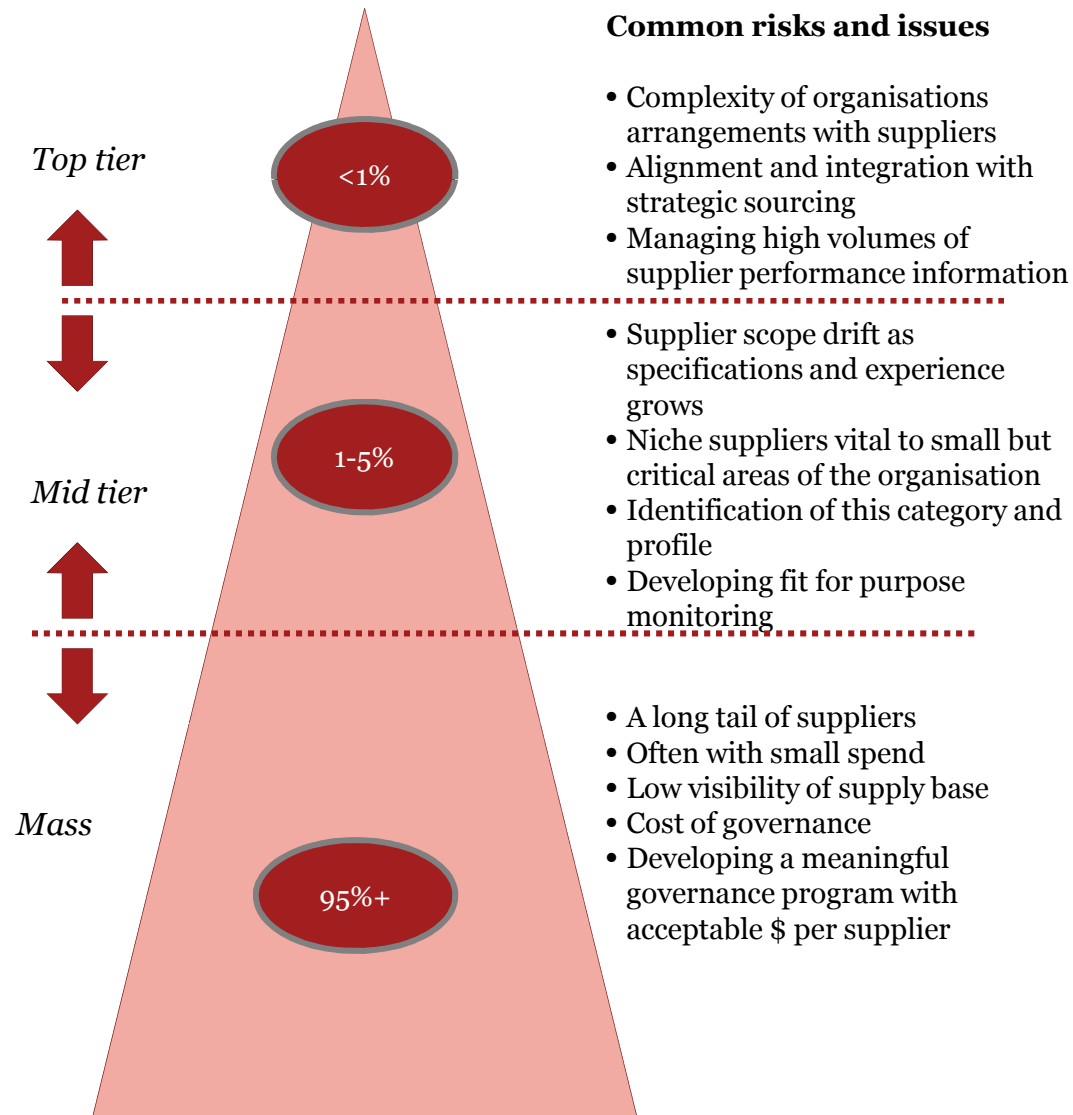 Common risks and issues
Top tier
<1%
• Complexity of organisations
arrangements with suppliers
• Alignment and integration with
strategic sourcing
• Managing high volumes of
supplier performance information
Mid tier
1-5%
• Supplier scope drift as
specifications and experience
grows
• Niche suppliers vital to small but
critical areas of the organisation
• Identification of this category and
profile
• Developing fit for purpose
monitoring
Mass
95%+
• A long tail of suppliers
• Often with small spend
• Low visibility of supply base
• Cost of governance
• Developing a meaningful
governance program with
acceptable $ per supplier